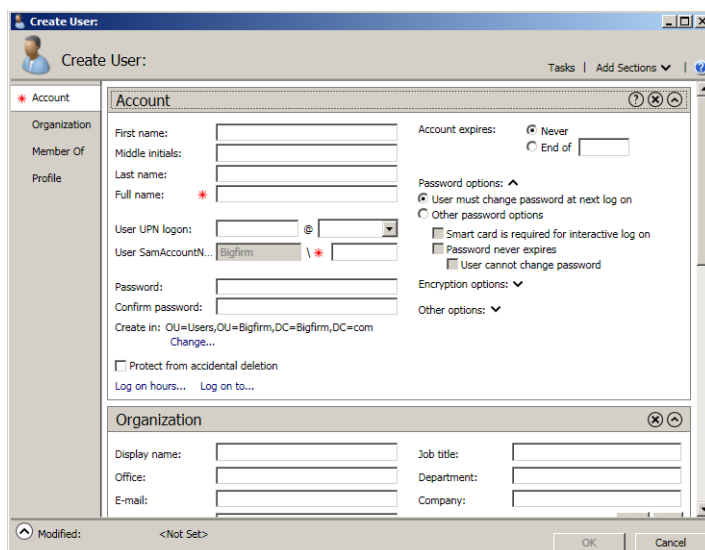 Create User:
Create User:
Tasks | Add Sections |
Account
Organization
Member Of
Profile
Account
First name:
Middle initials:
Last name:
Full name: *
User UPN logon: @
User SamAccountN... Bigfirm \ *
Password:
Confirm password:
Create in: OU=Users,OU=Bigfirm,DC=Bigfirm,DC=com
Change...
Protect from accidental deletion
Log on hours... Log on to...
Account expires: Never
End of
Password options:
User must change password at next log on
Other password options
Smart card is required for interactive log on
Password never expires
User cannot change password
Encryption options:
Other options:
Organization
Display name:
Office:
E-mail:
Job title:
Department:
Company:
Modified: <Not Set>
OK Cancel